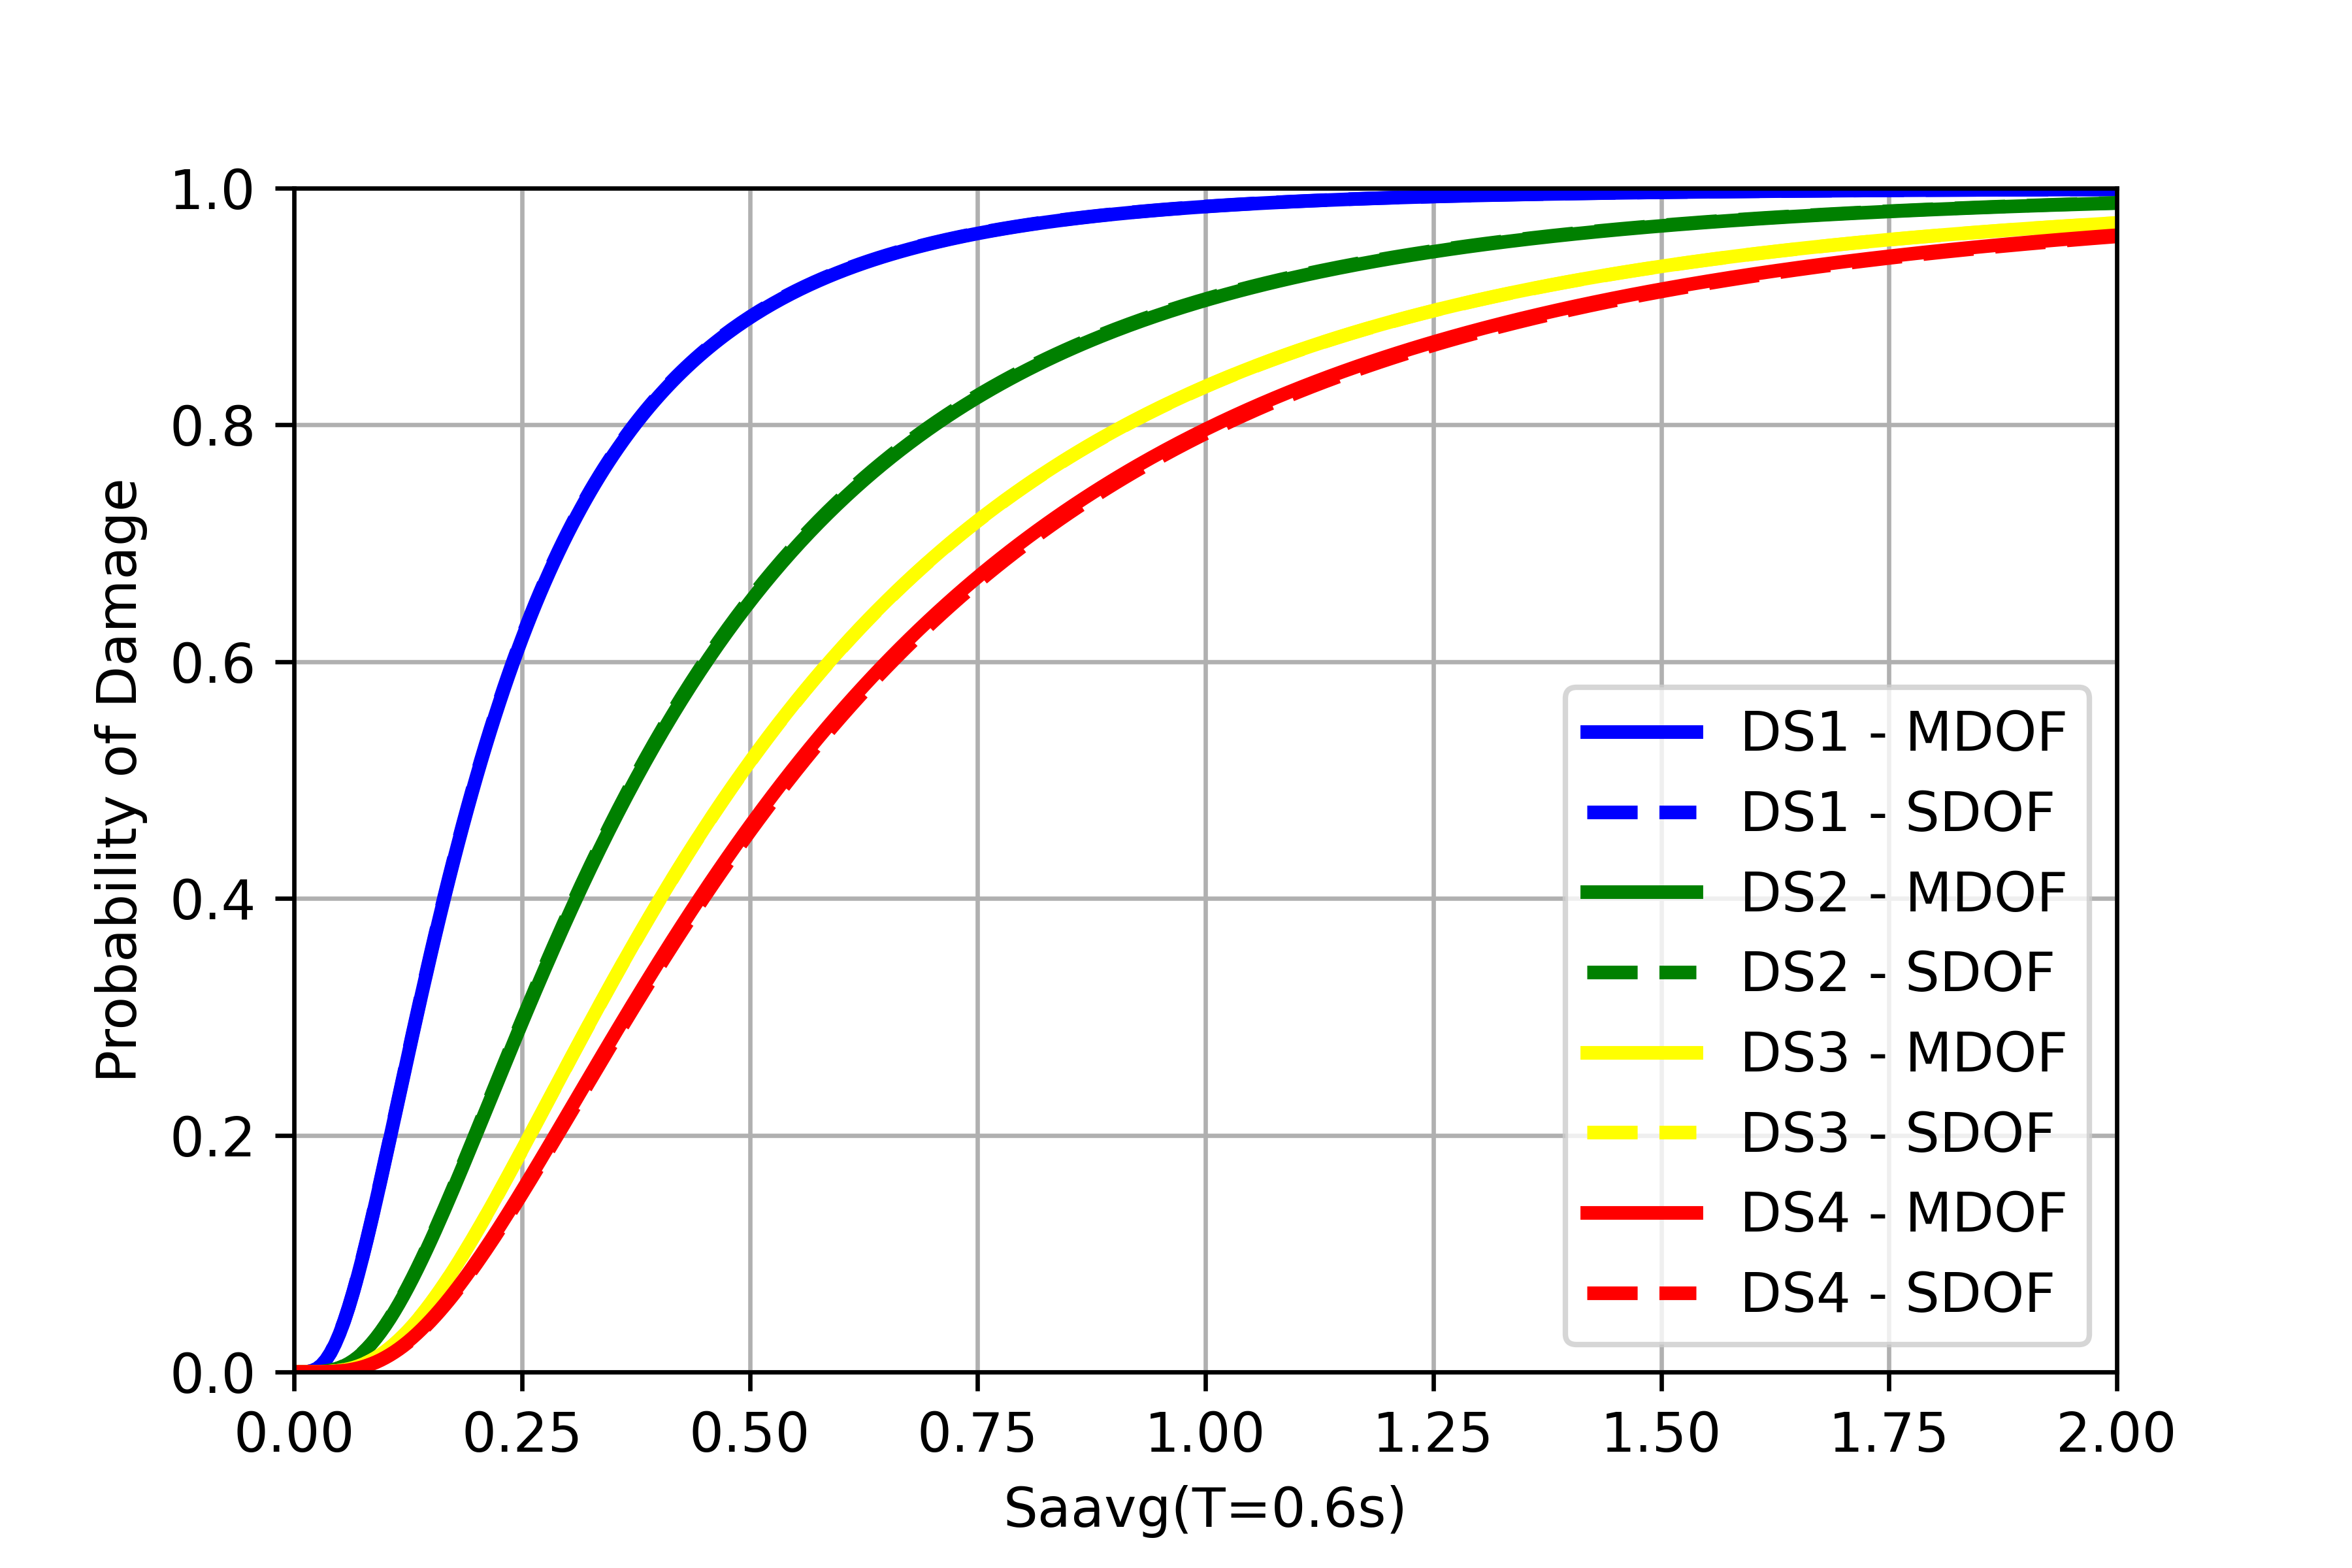 1.0
0.8
0.6
0.4
0.2
0.0
Probability of Damage
0.00 0.25 0.50 0.75 1.00 1.25 1.50 1.75 2.00
Saavg(T=0.6s)
DS1 - MDOF
DS1 - SDOF
DS2 - MDOF
DS2 - SDOF
DS3 - MDOF
DS3 - SDOF
DS4 - MDOF
DS4 - SDOF